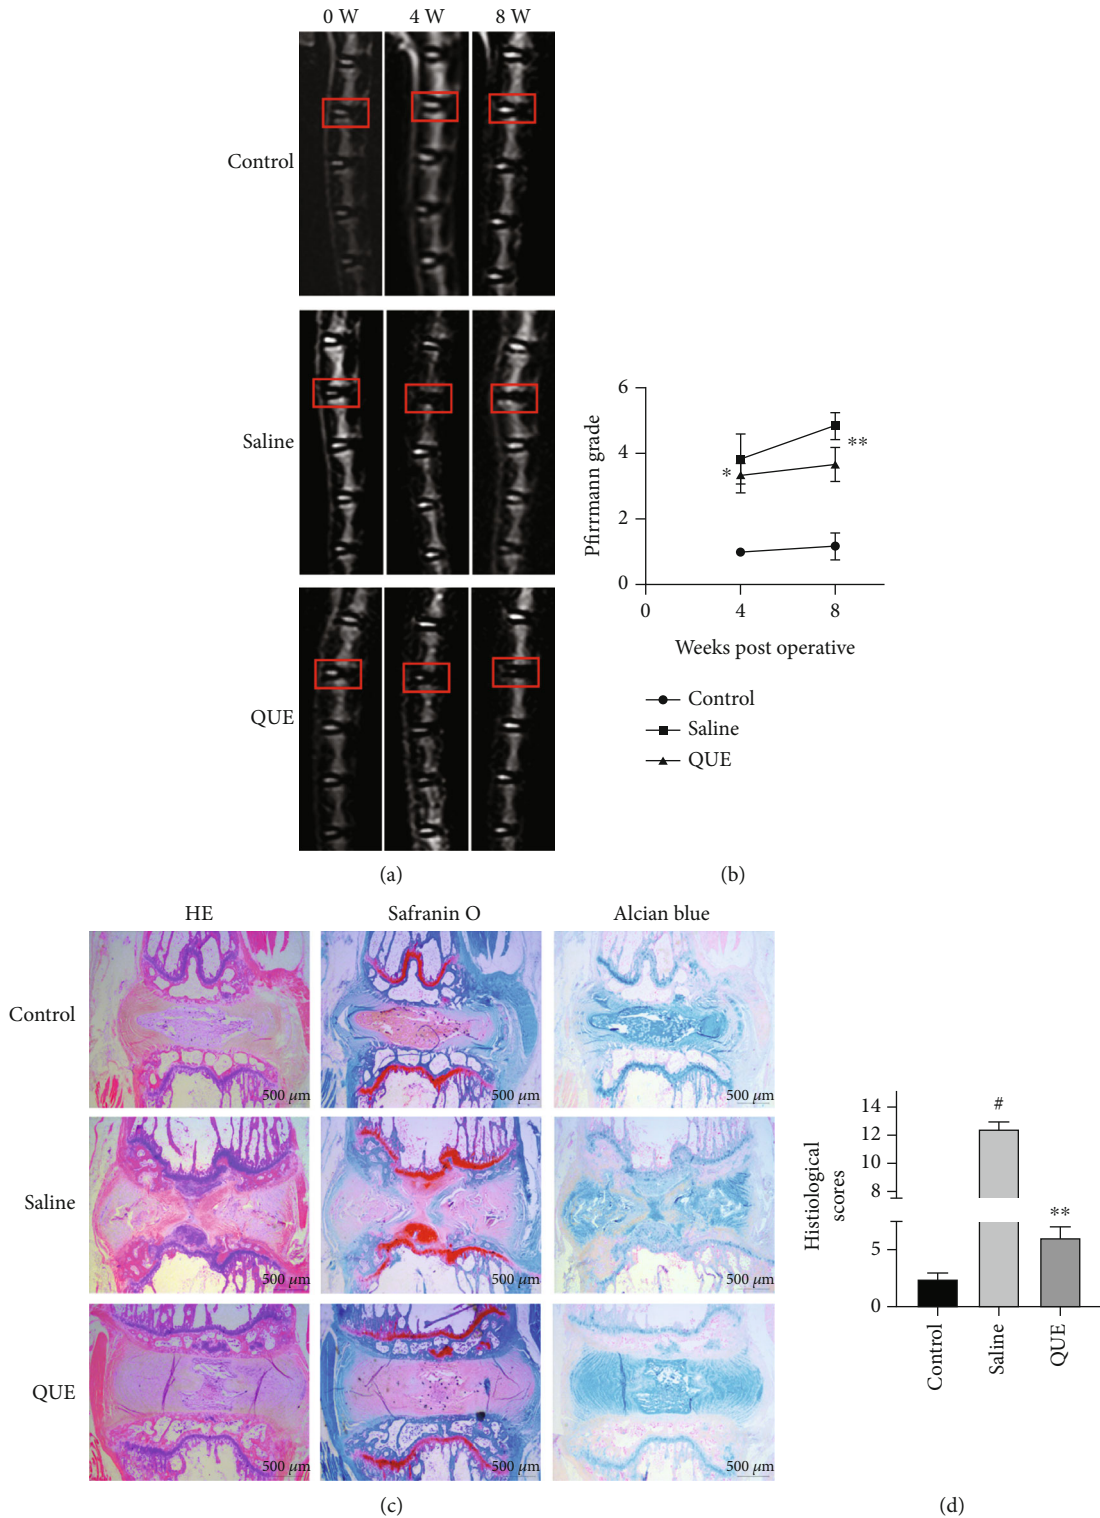 0 W 4 W 8 W
Control
Saline
QUE
(a)
Pfirrmann grade
6
4
2
0
*
**
0 4 8
Weeks post operative
Control
Saline
QUE
(b)
HE Safranin O Alcian blue
Control
500 μm 500 μm 500 μm
Saline
500 μm 500 μm 500 μm
QUE
500 μm 500 μm 500 μm
(c)
Histiological
scores
14
12
10
8
5
0
#
**
Control
Saline
QUE
(d)